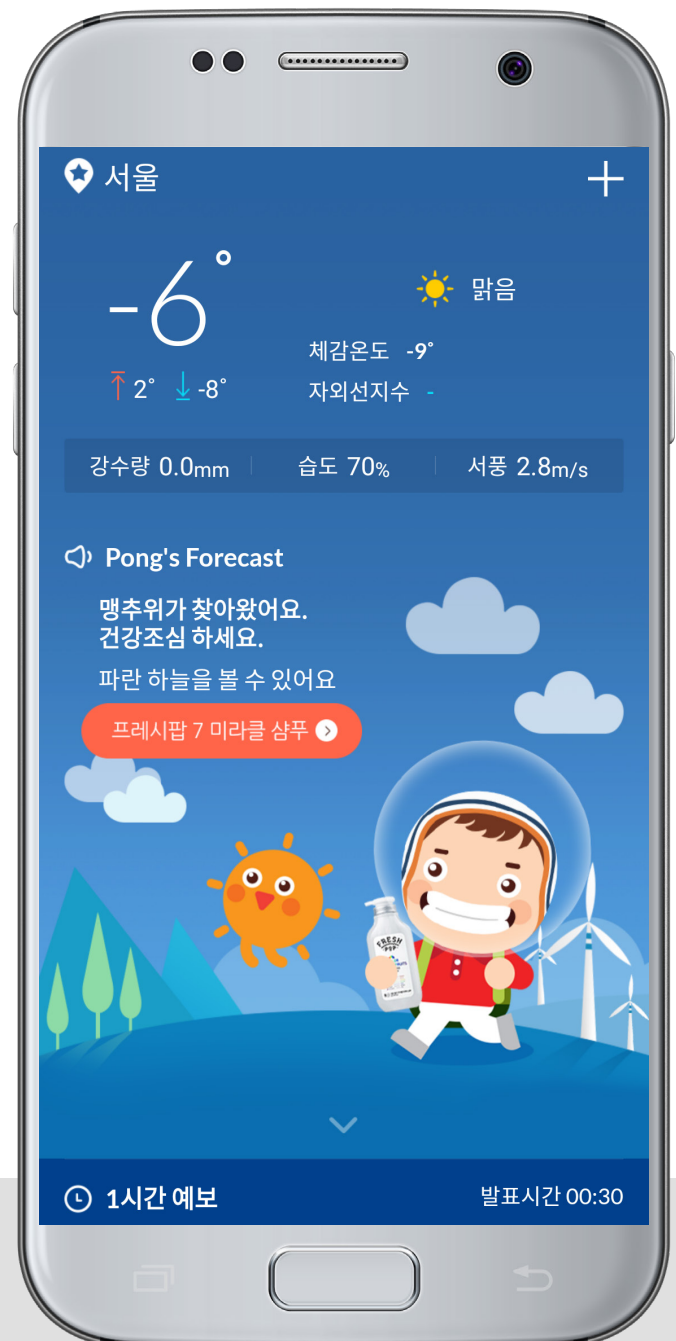 서울
-6°
맑음
체감온도 -9°
2° -8°
자외선지수 -
강수량 0.0mm 습도 70% 서풍 2.8m/s
Pong's Forecast
맹추위가 찾아왔어요.
건강조심 하세요.
파란 하늘을 볼 수 있어요
프레시팝 7 미라클 샴푸
FRESH
POP
1시간 예보 발표시간 00:30